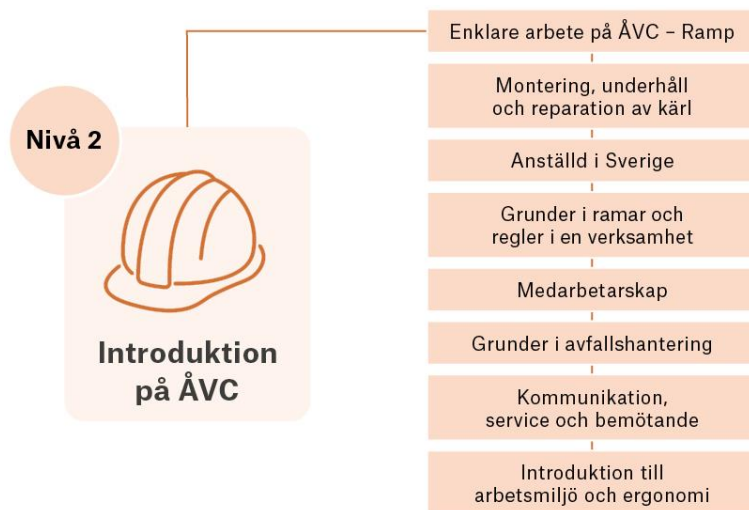 Nivå 2
Introduktion
på ÅVC
Enklare arbete på ÅVC – Ramp
Montering, underhåll
och reparation av kärl
Anställd i Sverige
Grunder i ramar och
regler i en verksamhet
Medarbetarskap
Grunder i avfallshantering
Kommunikation,
service och bemötande
Introduktion till
arbetsmiljö och ergonomi